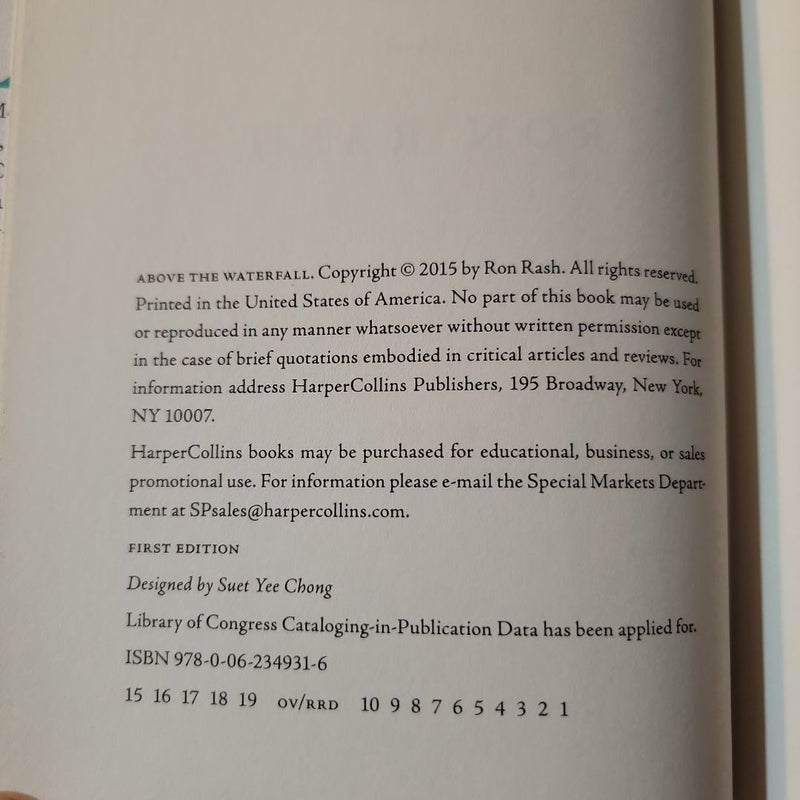 ABOVE THE WATERFALL. Copyright © 2015 by Ron Rash. All rights reserved.
Printed in the United States of America. No part of this book may be used
or reproduced in any manner whatsoever without written permission except
in the case of brief quotations embodied in critical articles and reviews. For
information address HarperCollins Publishers, 195 Broadway, New York,
NY 10007.
HarperCollins books may be purchased for educational, business, or sales
promotional use. For information please e-mail the Special Markets Depart-
ment at SPsales@harpercollins.com.
FIRST EDITION
Designed by Suet Yee Chong
Library of Congress Cataloging-in-Publication Data has been applied for.
ISBN 978-0-06-234931-6
15 16 17 18 19 OV/RRD 10 9 8 7 6 5 4 3 2 1